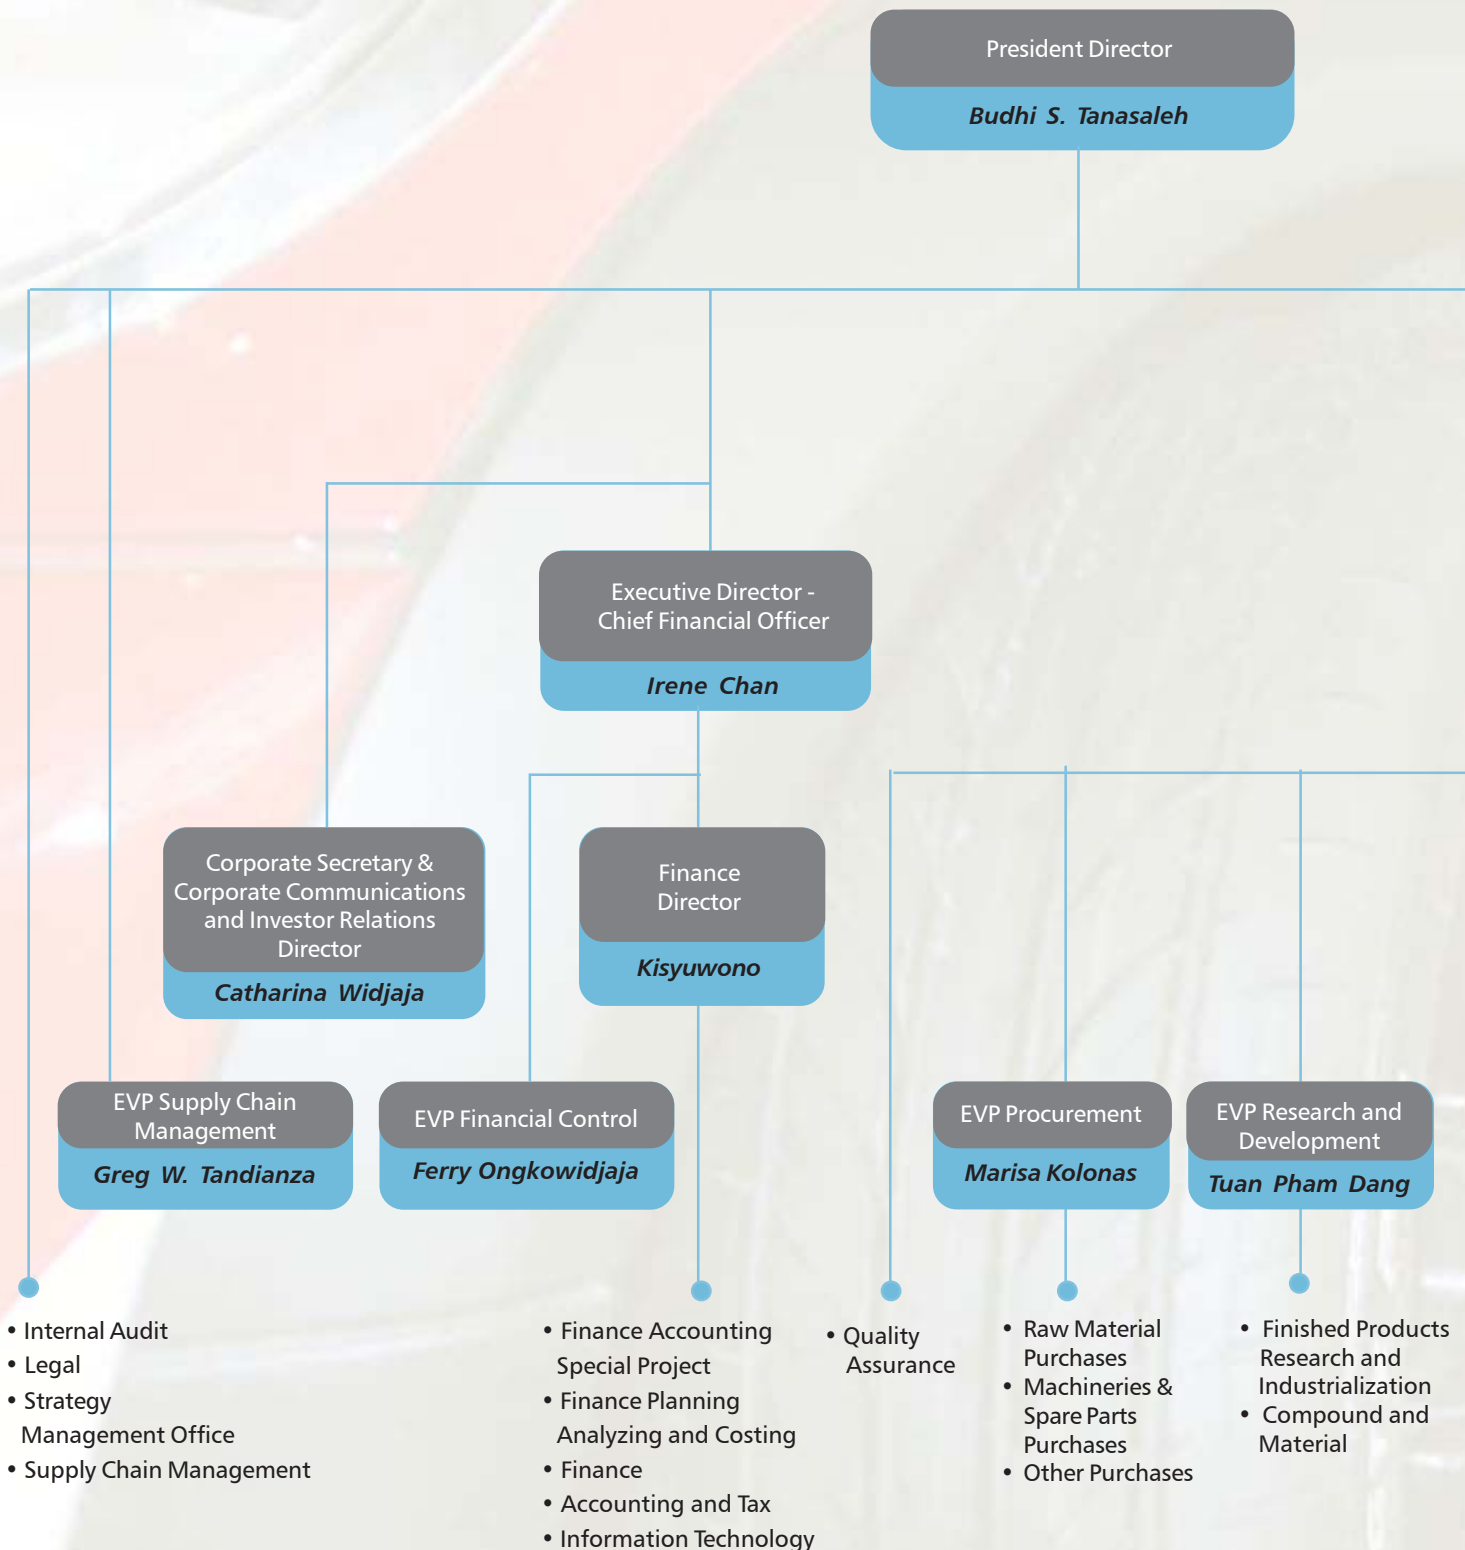 President Director
Budhi S. Tanasaleh
Executive Director -
Chief Financial Officer
Irene Chan
Corporate Secretary &
Corporate Communications
and Investor Relations
Director
Catharina Widjaja
Finance
Director
Kisyuwono
EVP Supply Chain
Management
Greg W. Tandianza
EVP Financial Control
Ferry Ongkowidjaja
EVP Procurement
Marisa Kolonas
EVP Research and
Development
Tuan Pham Dang
• Internal Audit
• Legal
• Strategy
Management Office
• Supply Chain Management
• Finance Accounting
Special Project
• Finance Planning
Analyzing and Costing
• Finance
• Accounting and Tax
• Information Technology
• Quality
Assurance
• Raw Material
Purchases
• Machineries &
Spare Parts
Purchases
• Other Purchases
• Finished Products
Research and
Industrialization
• Compound and
Material